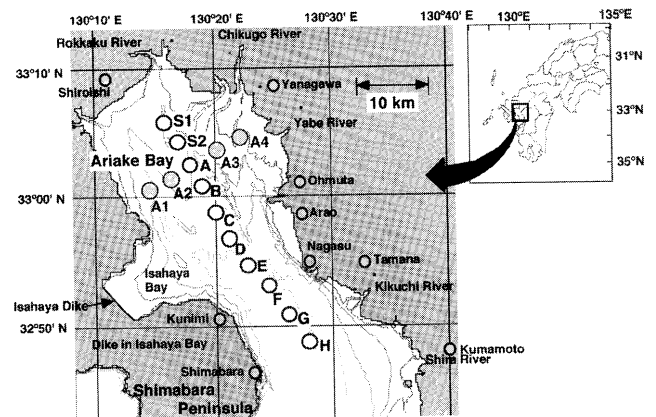 130°10' E
130°20' E
130°30' E
130°40' E
130°E
135°E
Rokkaku River
Chikugo River
31°N
33°10' N
Shiroishi
Yanagawa
10 km
S1
Yabe River
33°N
S2
A4
Ariake Bay
A
A3
35°N
A2
B
Ohmuta
33°00' N
A1
C
Arao
D
Nagasu
E
Tamana
Isahaya
Bay
F
Kikuchi River
Isahaya Dike
G
Kunimi
32°50' N
H
Dike in Isahaya Bay
Kumamoto
Shira River
Shimabara
Shimabara
Peninsula